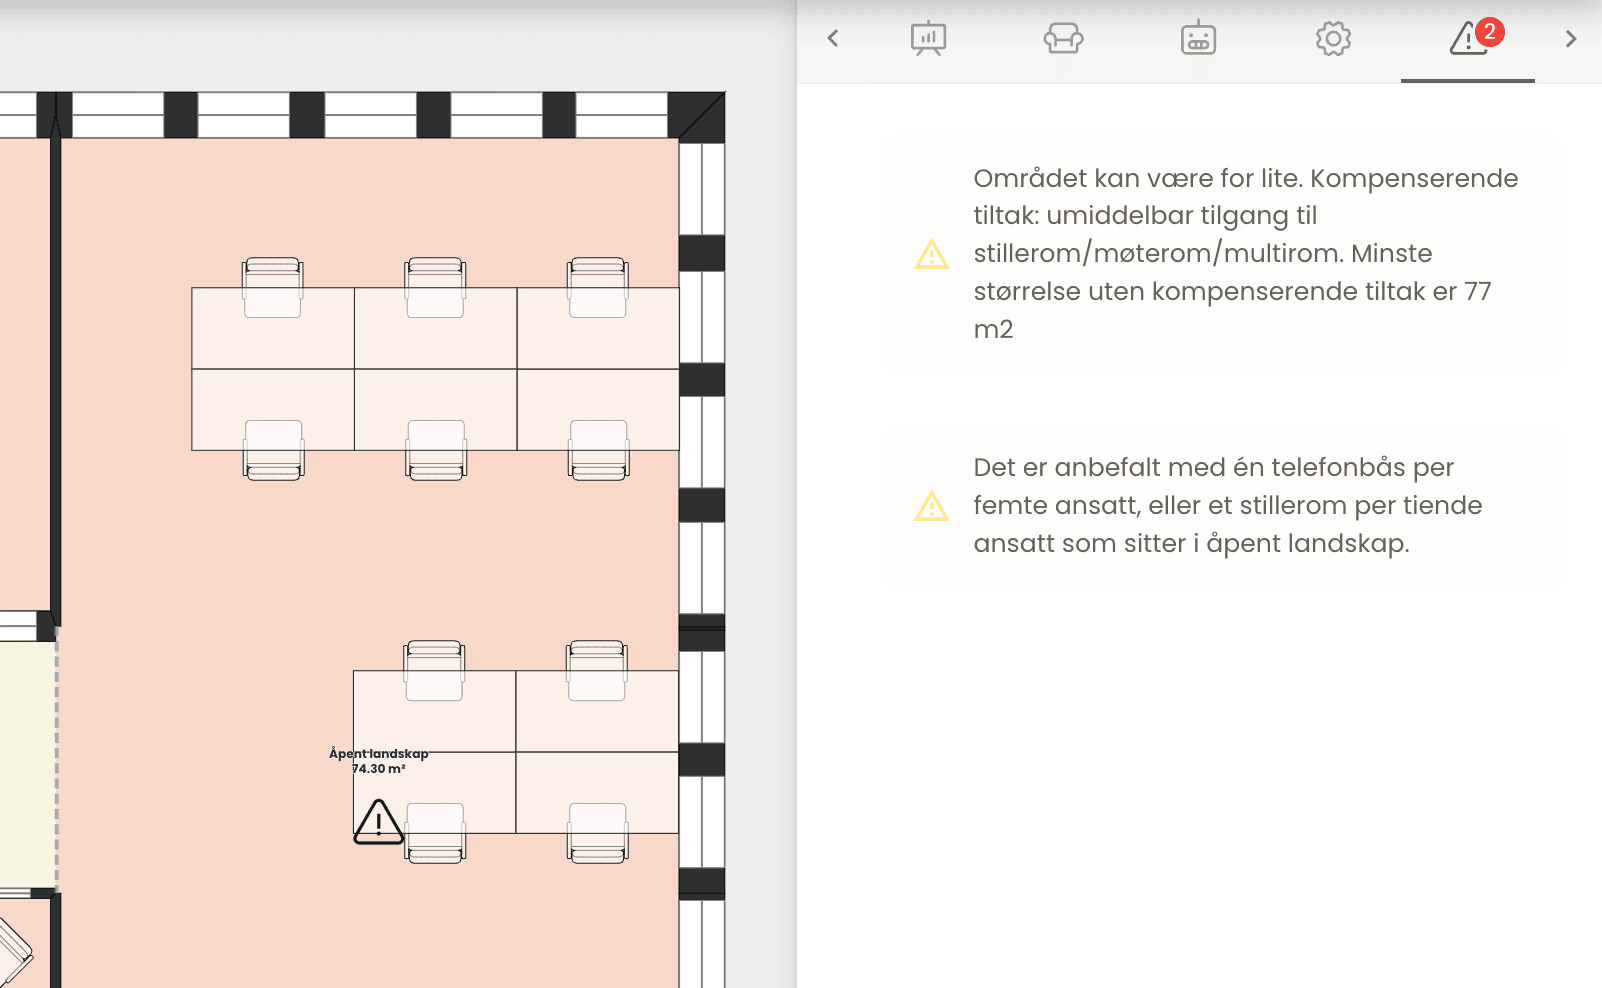 2
Området kan være for lite. Kompenserende
tiltak: umiddelbar tilgang til
stillerom/møterom/multirom. Minste
størrelse uten kompenserende tiltak er 77
m2
Det er anbefalt med én telefonbås per
femte ansatt, eller et stillerom per tiende
ansatt som sitter i åpent landskap.
Åpent landskap
74.30 m²